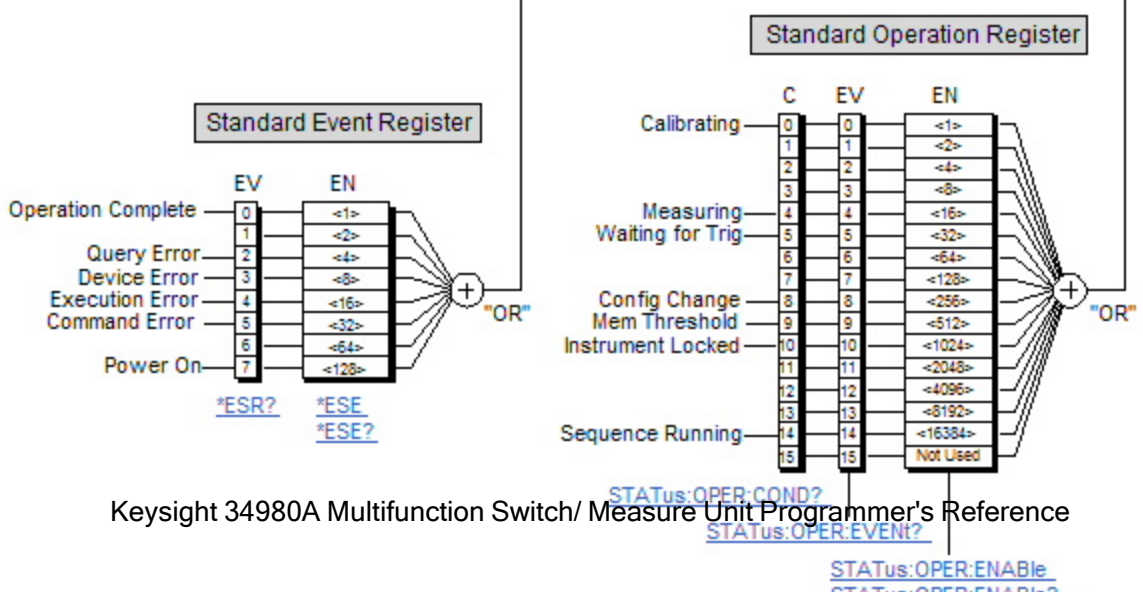 Standard Operation Register
C EV EN
Calibrating 0 0 <1>
1 1 <2>
2 2 <4>
3 3 <8>
Measuring 4 4 <16>
Waiting for Trig 5 5 <32>
6 6 <64>
7 7 <128>
Config Change 8 8 <256>
Mem Threshold 9 9 <512>
Instrument Locked 10 10 <1024>
11 11 <2048>
12 12 <4096>
13 13 <8192>
Sequence Running 14 14 <16384>
15 15 Not Used
"OR"
STATus:OPER:COND?
STATus:OPER:EVENt?
STATus:OPER:ENABle
STATus:OPER:ENABle?
Standard Event Register
EV EN
Operation Complete 0 <1>
1 <2>
Query Error 2 <4>
Device Error 3 <8>
Execution Error 4 <16>
Command Error 5 <32>
6 <64>
Power On 7 <128>
"OR"
*ESR? *ESE
*ESE?
Keysight 34980A Multifunction Switch/ Measure Unit Programmer's Reference